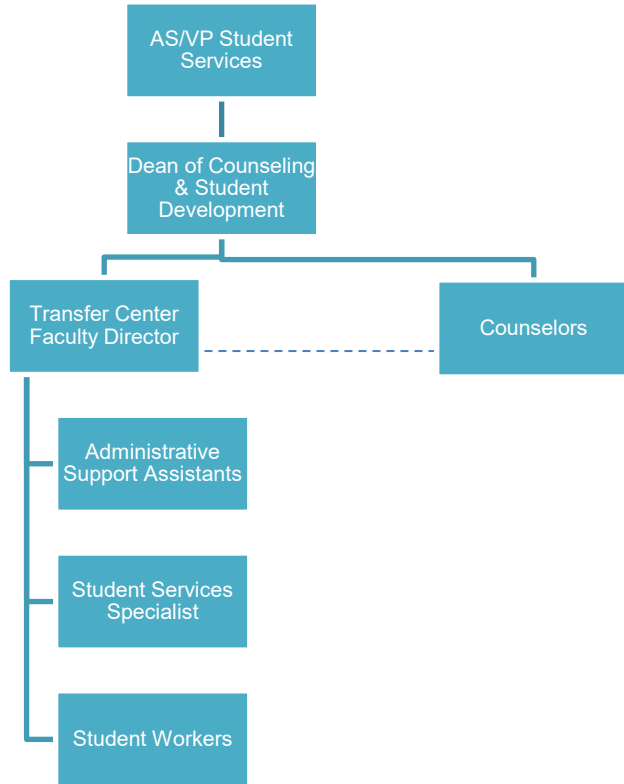 AS/VP Student
Services
Dean of Counseling
& Student
Development
Transfer Center
Faculty Director
Counselors
Administrative
Support Assistants
Student Services
Specialist
Student Workers